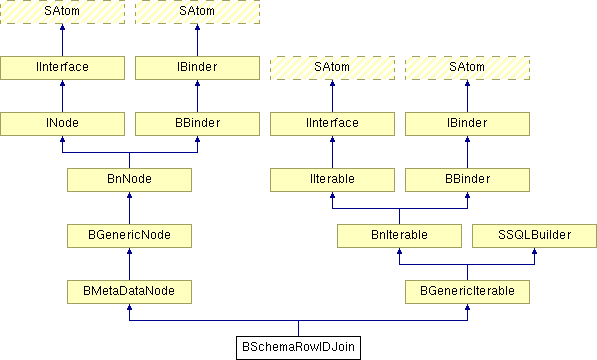 SAtom SAtom
IInterface IBinder SAtom SAtom
INode BBinder IInterface IBinder
BnNode IIterable BBinder
BGenericNode BnIterable SSQLBuilder
BMetaDataNode BGenericIterable
BSchemaRowIDJoin